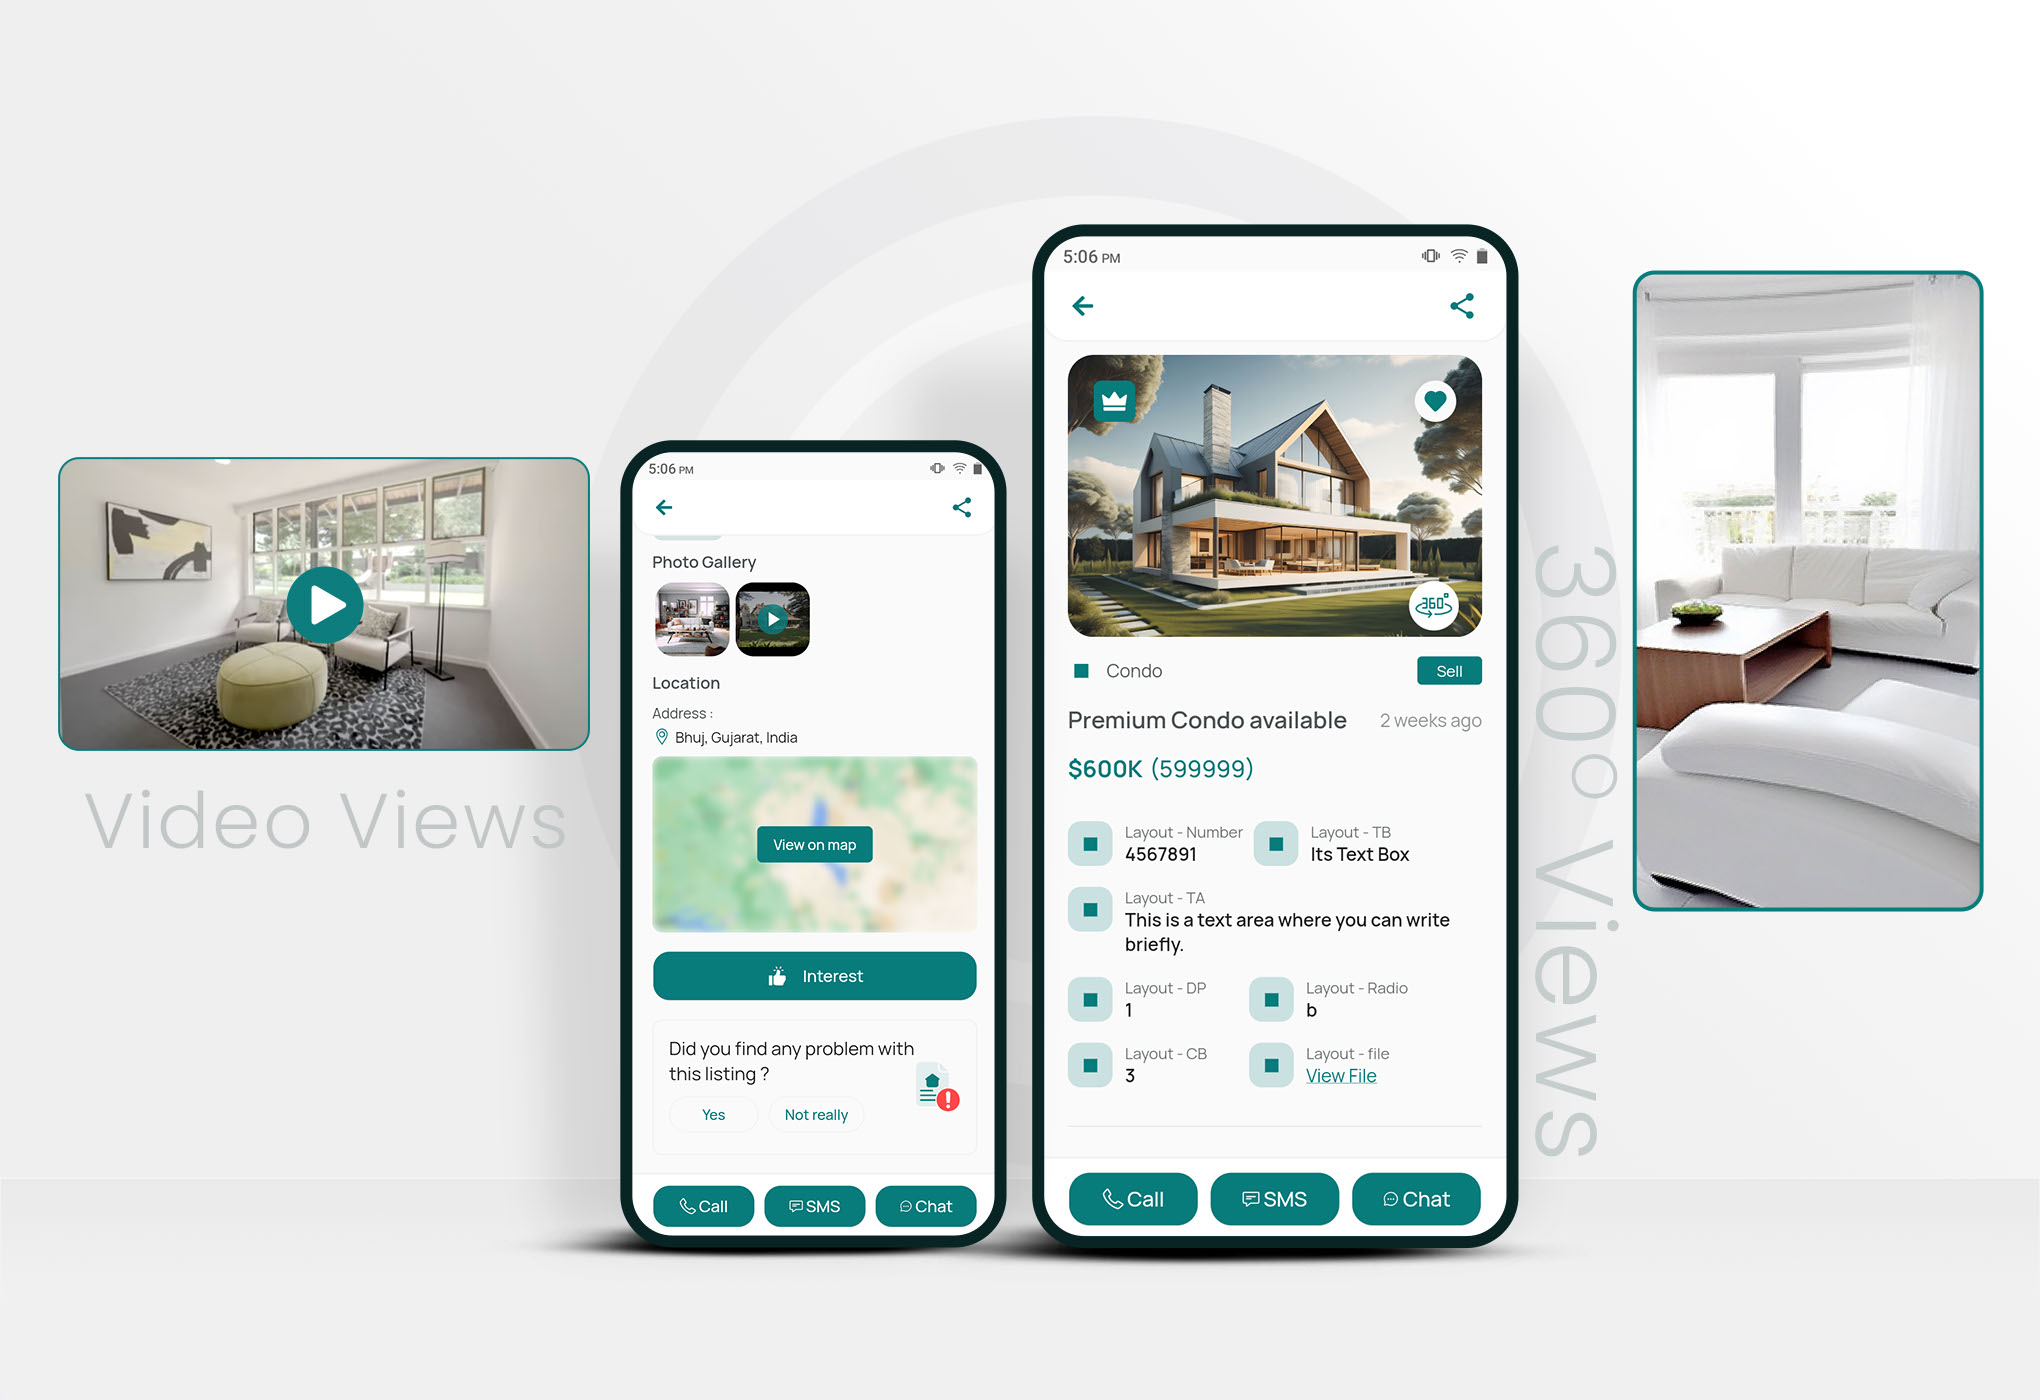 Video Views
5:06 PM
Photo Gallery
Location
Address :
Bhuj, Gujarat, India
View on map
Interest
Did you find any problem with
this listing ?
Yes
Not really
Call
SMS
Chat
5:06 PM
360°
Condo
Sell
Premium Condo available
2 weeks ago
$600K (599999)
Layout - Number
4567891
Layout - TB
Its Text Box
Layout - TA
This is a text area where you can write
briefly.
Layout - DP
1
Layout - Radio
b
Layout - CB
3
Layout - file
View File
Call
SMS
Chat
360° Views